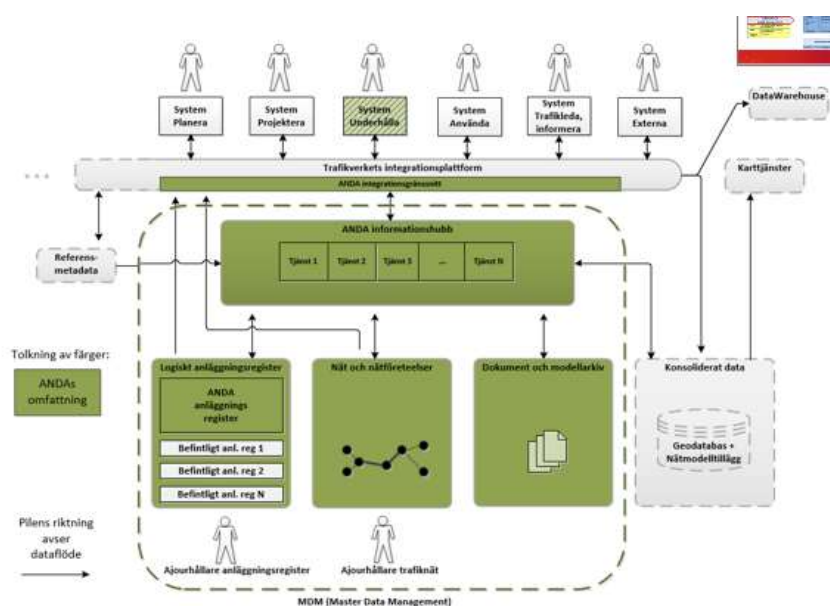 System
Planera
System
Projektera
System
Underhålla
System
Använda
System
Trafikleda,
informera
System
Externa
DataWarehouse
Trafikverkets integrationsplattform
ANDA integrationsgränssnitt
Karttjänster
ANDA informationshubb
Tjänst 1
Tjänst 2
Tjänst 3
...
Tjänst N
Referens-
metadata
Tolkning av färger:
ANDAs
omfattning
Logiskt anläggningsregister
ANDA
anläggnings
register
Befintligt anl. reg 1
Befintligt anl. reg 2
Befintligt anl. reg N
Nät och nätföreteelser
Dokument och modellarkiv
Konsoliderat data
Geodatabas +
Nätmodelltillägg
Pilens riktning
avser
dataflöde
Ajourhållare anläggningsregister
Ajourhållare trafiknät
MDM (Master Data Management)